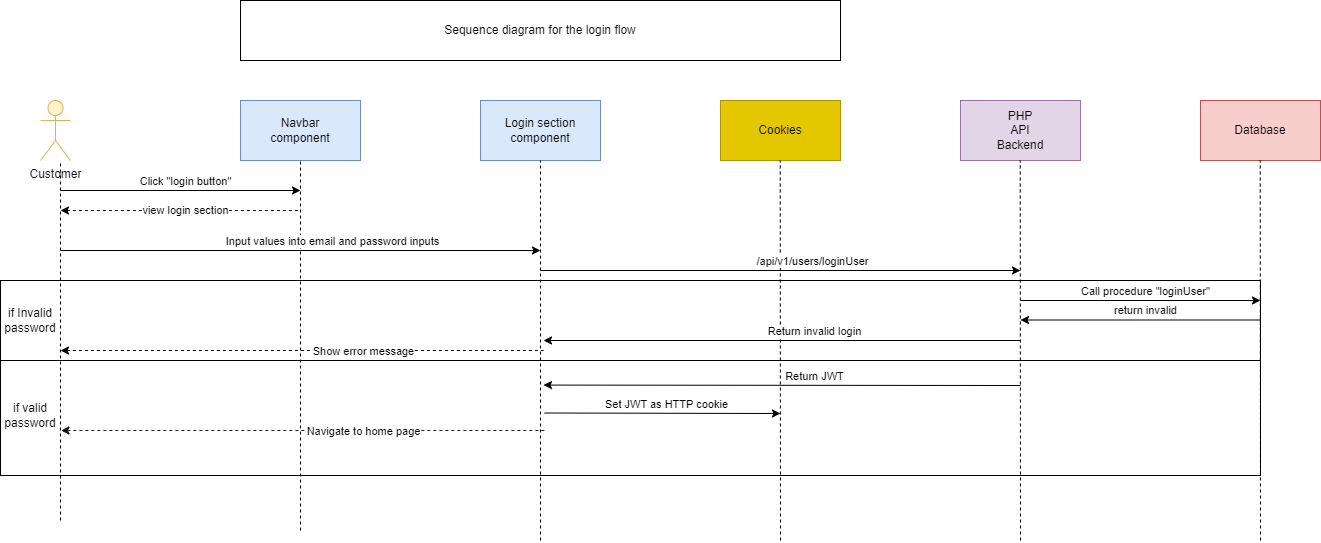 Sequence diagram for the login flow
Customer
Navbar
component
Login section
component
Cookies
PHP
API
Backend
Database
Click "login button"
view login section
Input values into email and password inputs
/api/v1/users/loginUser
if Invalid
password
Call procedure "loginUser"
return invalid
Return invalid login
Show error message
if valid
password
Return JWT
Set JWT as HTTP cookie
Navigate to home page